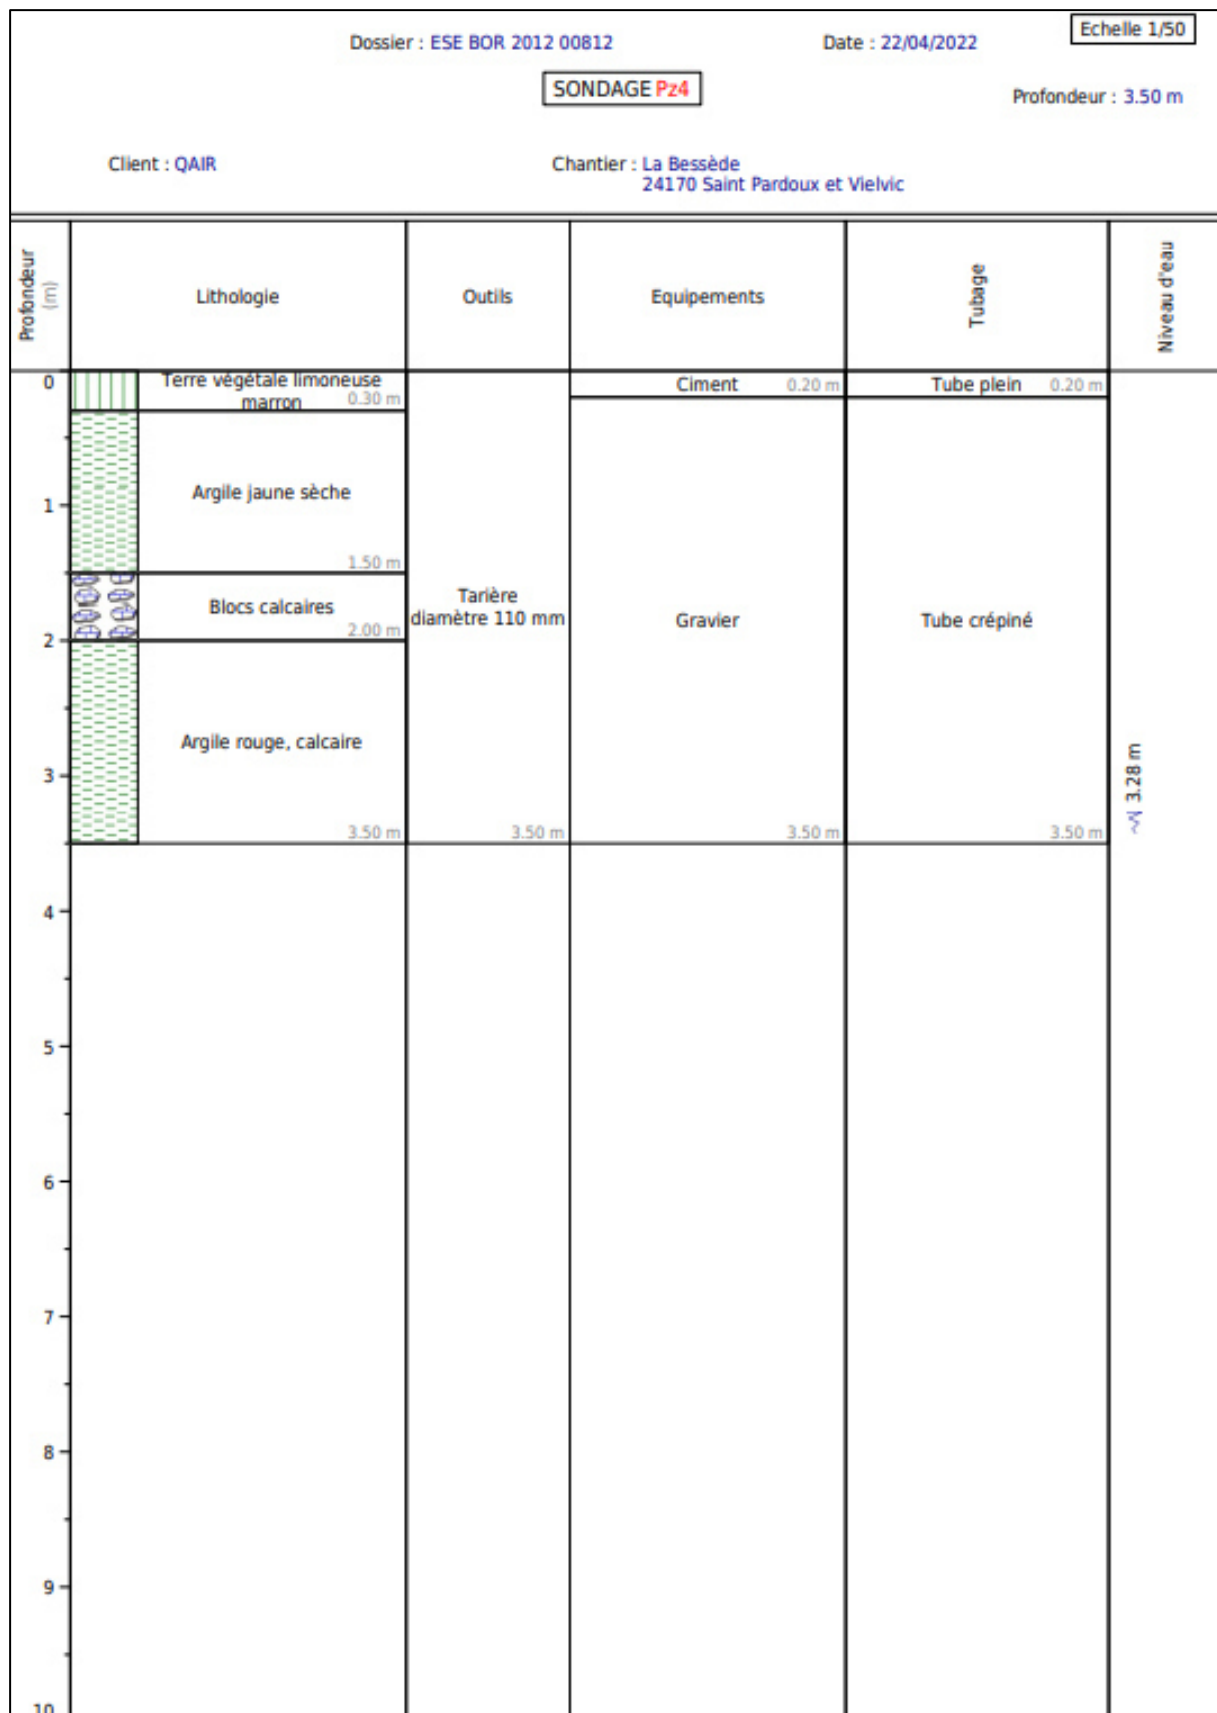 Echelle 1/50
Dossier : ESE BOR 2012 00812
Date : 22/04/2022
SONDAGE Pz4
Profondeur : 3.50 m
Client : QAIR
Chantier : La Bessède
24170 Saint Pardoux et Vielvic
Profondeur
(m)
Lithologie
Outils
Equipements
Tubage
Niveau d'eau
0
Terre végétale limoneuse
marron
0.30 m
Ciment
0.20 m
Tube plein
0.20 m
Argile jaune sèche
1
1.50 m
Blocs calcaires
Tarière
diamètre 110 mm
Gravier
Tube crépiné
2.00 m
2
Argile rouge, calcaire
3
3.28 m
3.50 m
3.50 m
3.50 m
3.50 m
4
5
6
7
8
9
10